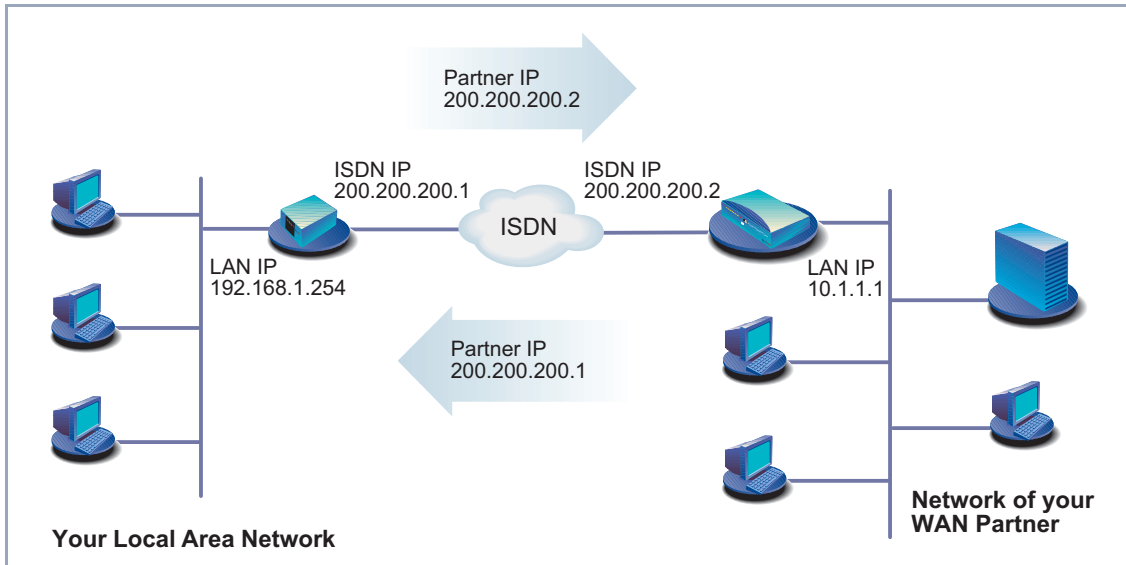 Partner IP
200.200.200.2
ISDN IP
200.200.200.1
ISDN IP
200.200.200.2
ISDN
LAN IP
192.168.1.254
LAN IP
10.1.1.1
Partner IP
200.200.200.1
Your Local Area Network
Network of your
WAN Partner